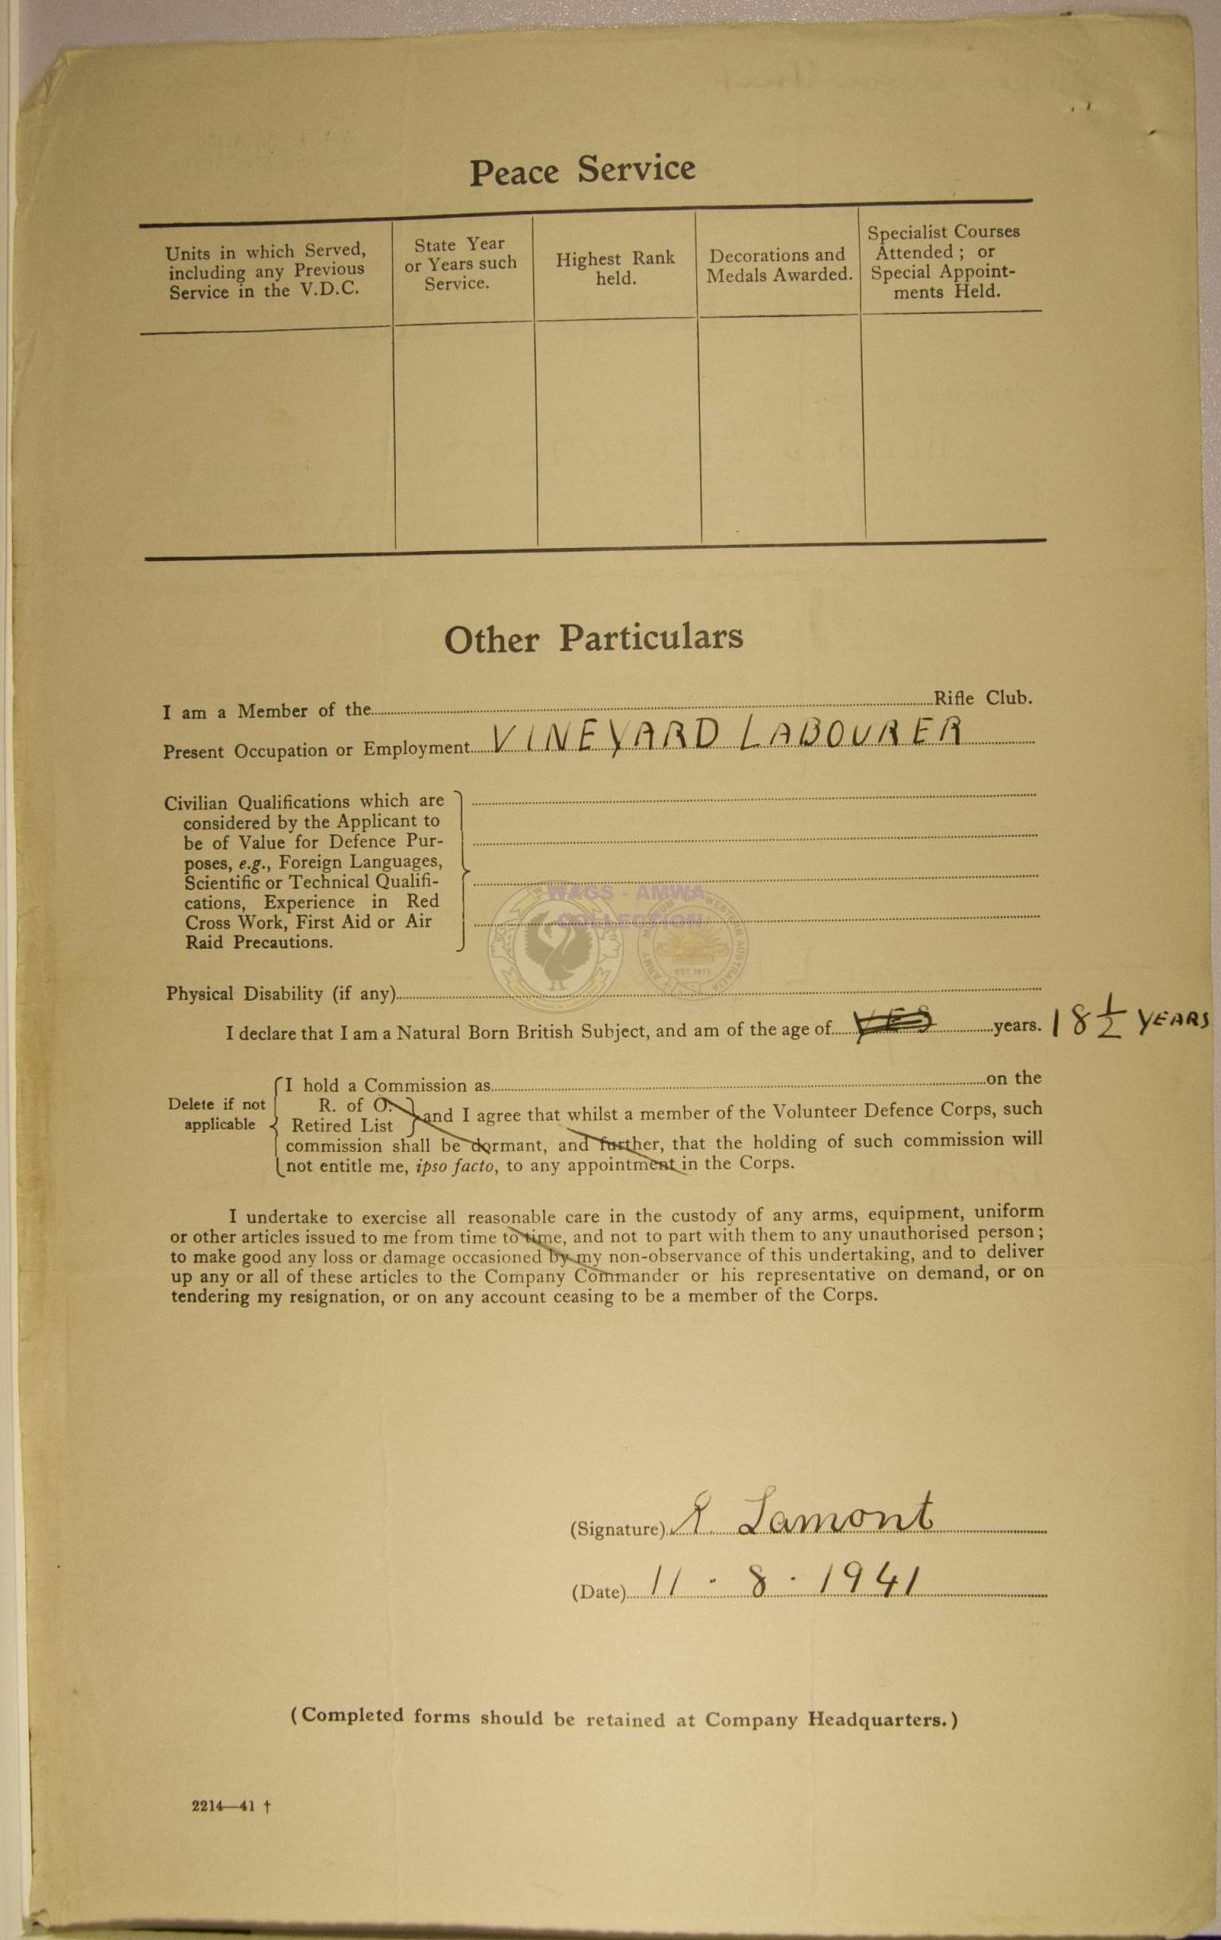 Peace Service
Units in which Served, including any Previous Service in the V.D.C.
State Year or Years such Service.
Highest Rank held.
Decorations and Medals Awarded.
Specialist Courses Attended ; or Special Appoint-ments Held.
Other Particulars
I am a Member of the Rifle Club.
Present Occupation or Employment VINEYARD LABOURER
Civilian Qualifications which are
considered by the Applicant to
be of Value for Defence Pur-
poses, e.g., Foreign Languages,
Scientific or Technical Qualifi-
cations, Experience in Red
Cross Work, First Aid or Air
Raid Precautions.
WAGS - AMWA
COLLECTION
Physical Disability (if any)
I declare that I am a Natural Born British Subject, and am of the age of YES years. 18 1/2 YEARS
Delete if not
applicable
I hold a Commission as on the
R. of O.
Retired List
and I agree that whilst a member of the Volunteer Defence Corps, such
commission shall be dormant, and further, that the holding of such commission will
not entitle me, ipso facto, to any appointment in the Corps.
I undertake to exercise all reasonable care in the custody of any arms, equipment, uniform
or other articles issued to me from time to time, and not to part with them to any unauthorised person ;
to make good any loss or damage occasioned by my non-observance of this undertaking, and to deliver
up any or all of these articles to the Company Commander or his representative on demand, or on
tendering my resignation, or on any account ceasing to be a member of the Corps.
(Signature) R. Lamont
(Date) 11 . 8 . 1941
(Completed forms should be retained at Company Headquarters.)
2214—41 †